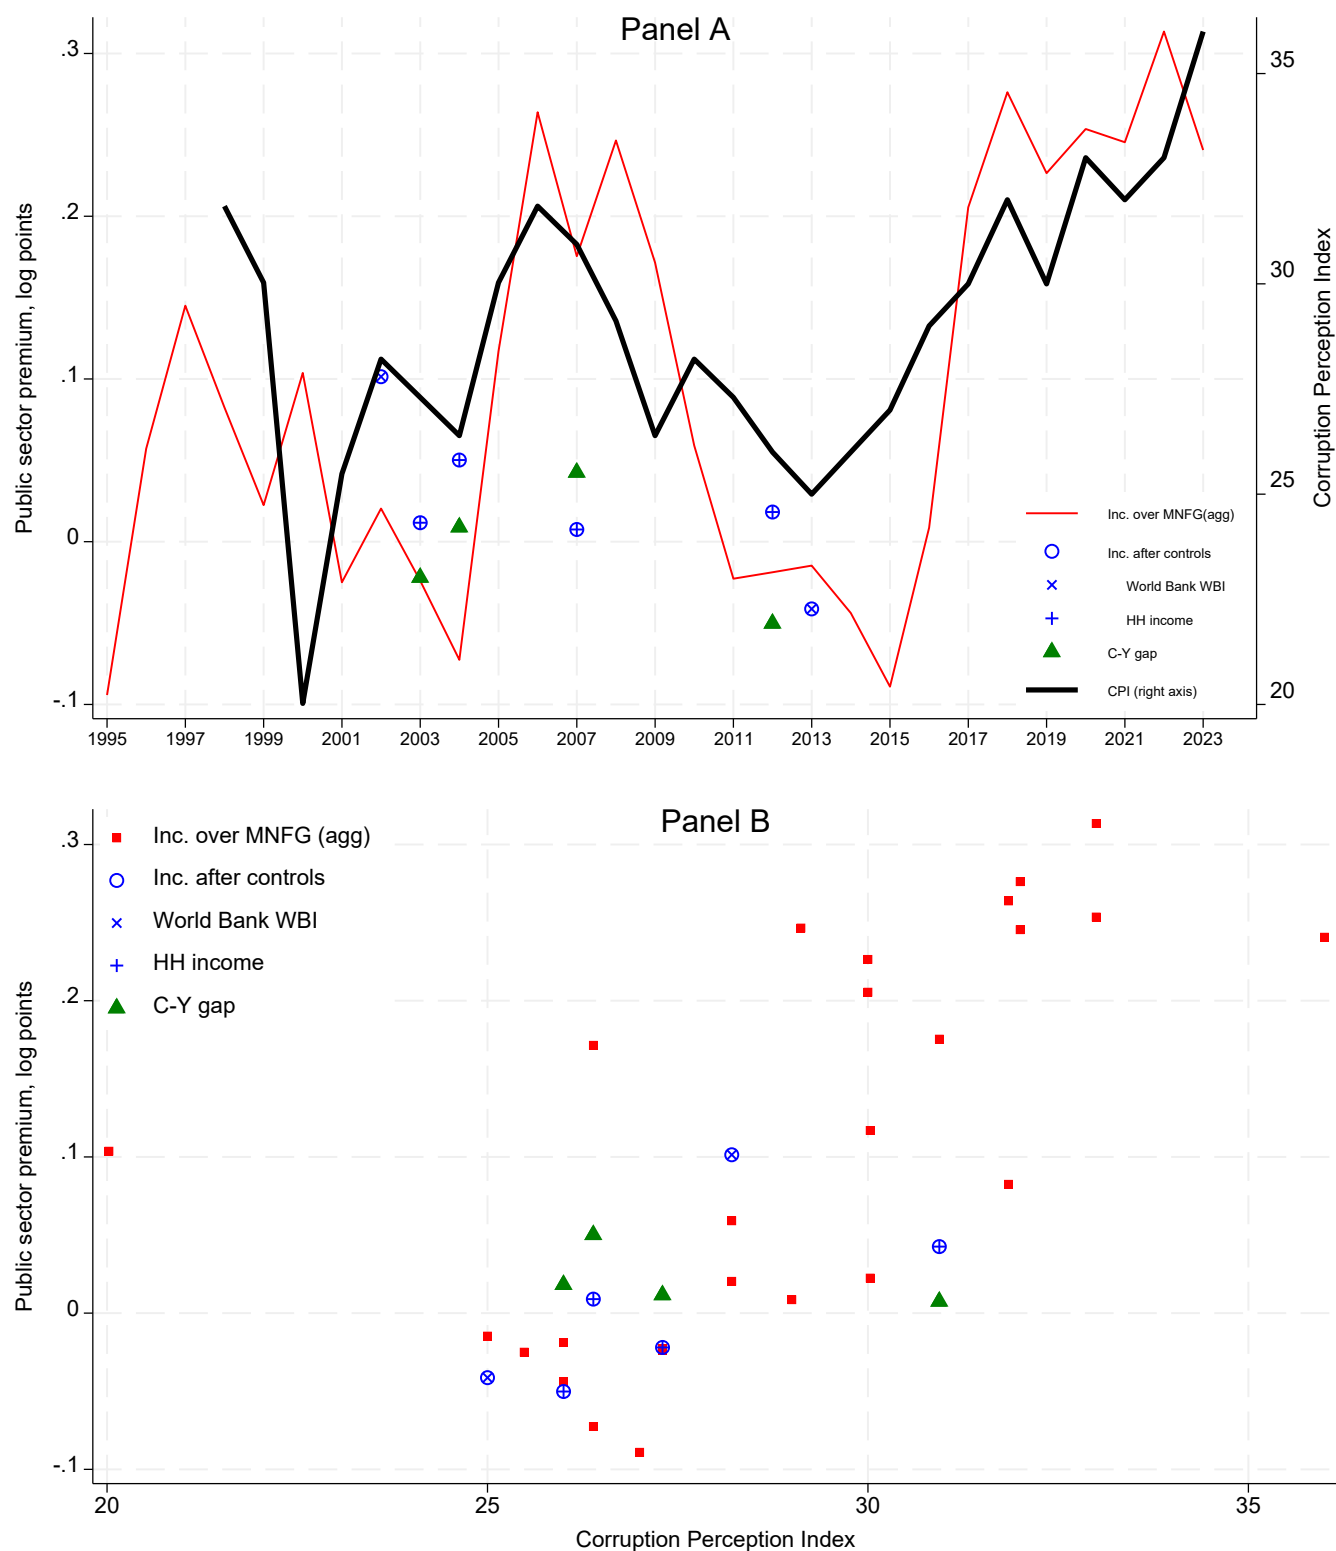 Panel A
Public sector premium, log points
.3
.2
.1
0
-.1
35
30
25
20
Corruption Perception Index
Inc. over MNFG(agg)
Inc. after controls
World Bank WBI
HH income
C-Y gap
CPI (right axis)
1995 1997 1999 2001 2003 2005 2007 2009 2011 2013 2015 2017 2019 2021 2023
Panel B
Public sector premium, log points
.3
.2
.1
0
-.1
Inc. over MNFG (agg)
Inc. after controls
World Bank WBI
HH income
C-Y gap
20 25 30 35
Corruption Perception Index